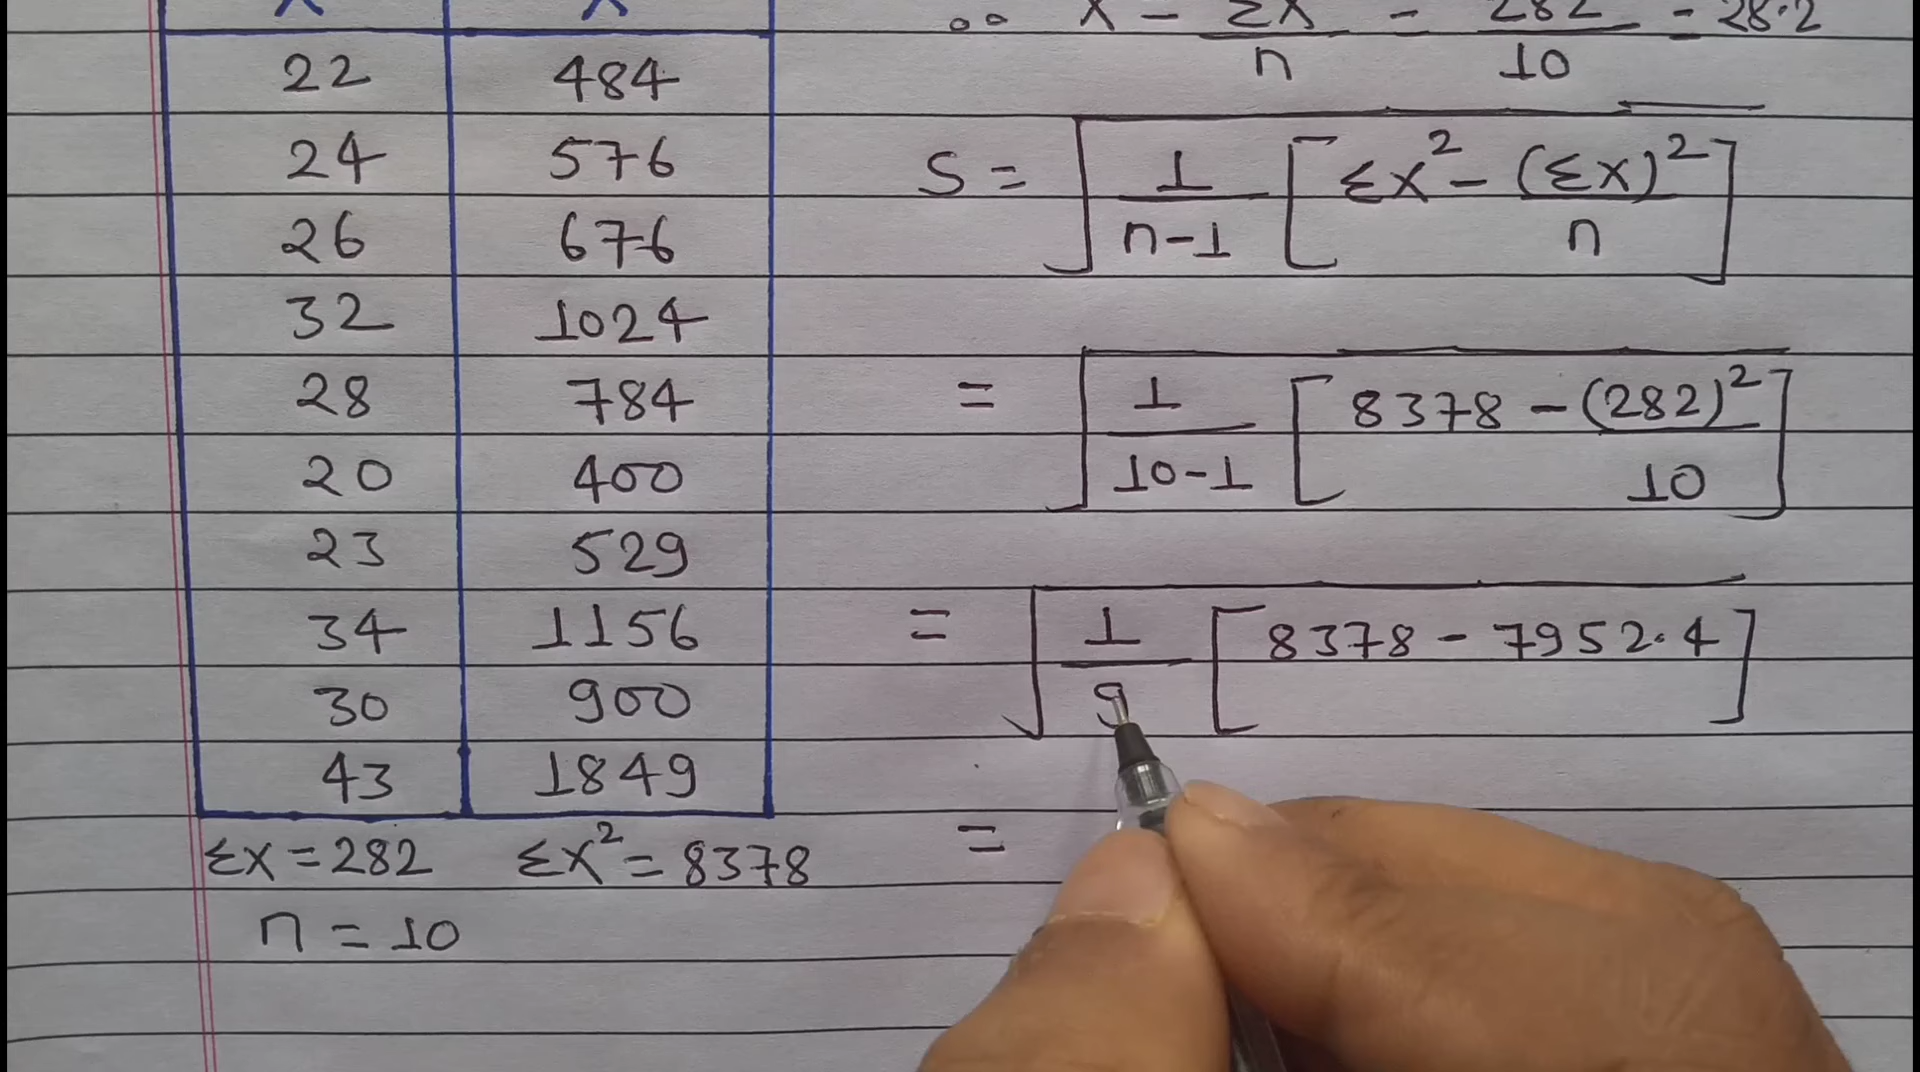 X X
22 484
24 576
26 676
32 1024
28 784
20 400
23 529
34 1156
30 900
43 1849
Σx = 282 Σx² = 8378
n = 10
∴ X = Σx/n = 282/10 = 28.2
S = √(1/(n-1) [Σx² - (Σx)²/n])
= √(1/(10-1) [8378 - (282)²/10])
= √(1/9 [8378 - 7952.4])
=